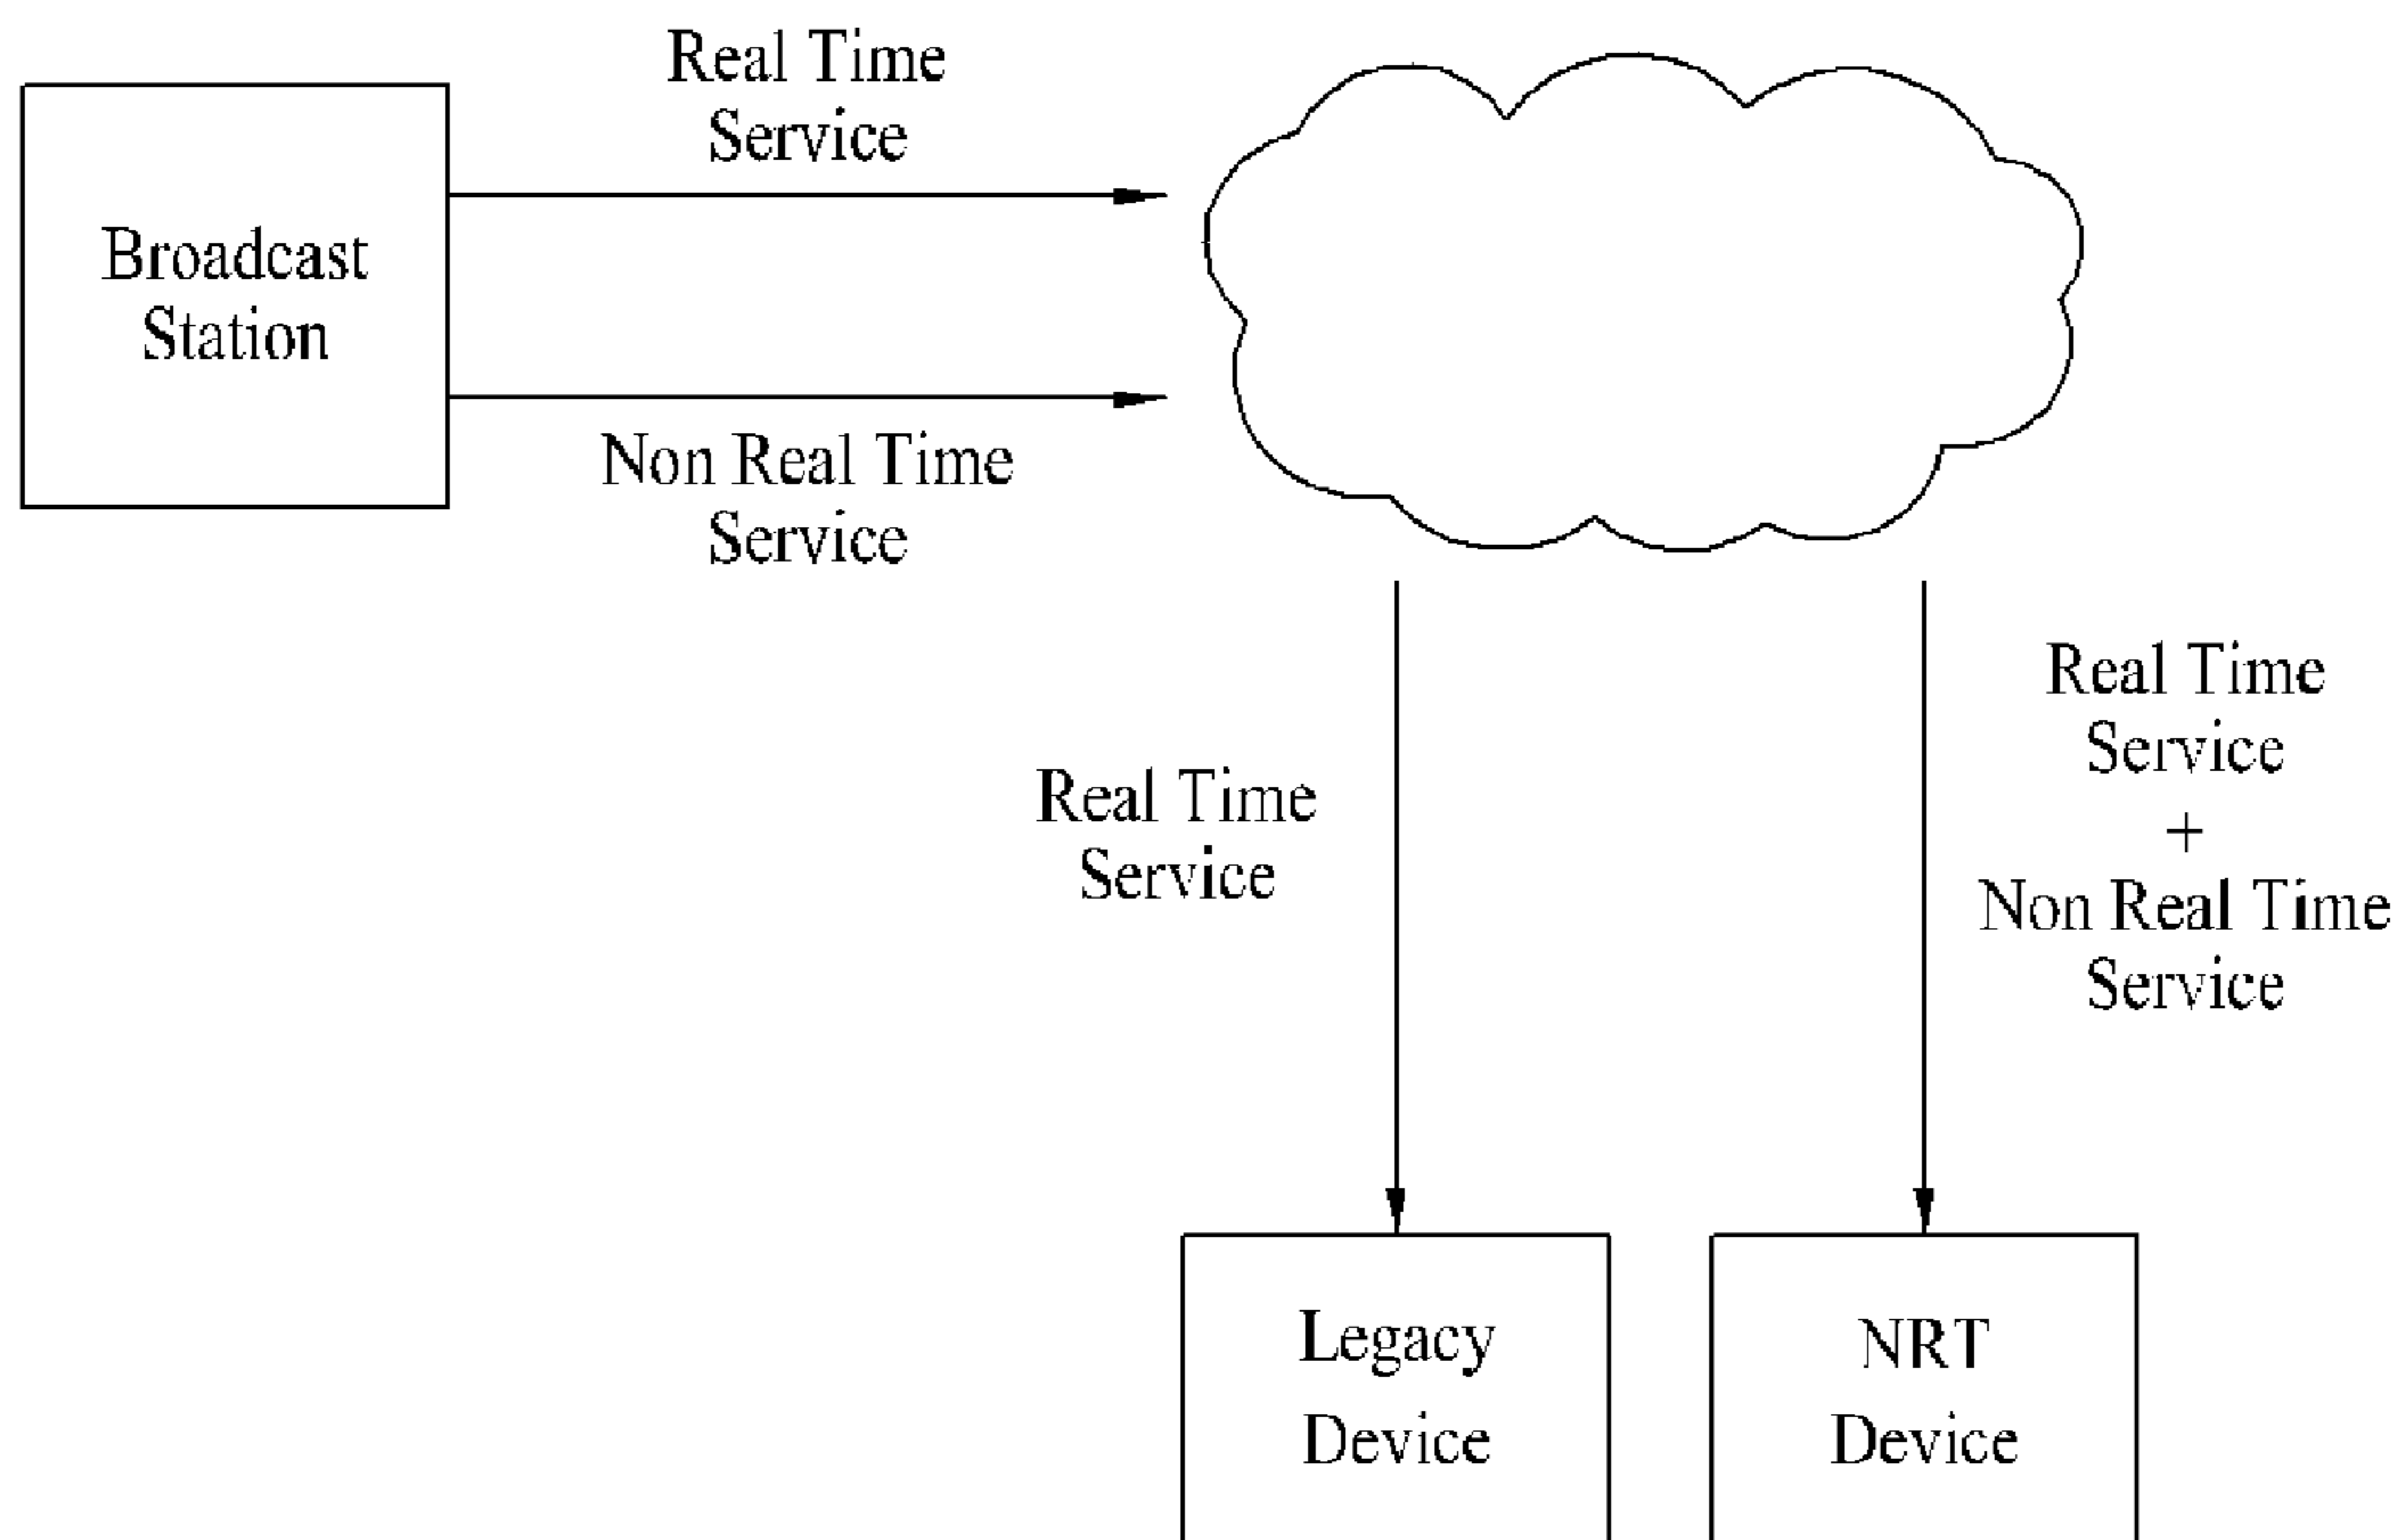 Real Time
Service
Broadcast
Station
Non Real Time
Service
Real Time
Service
Real Time
Service
+
Non Real Time
Service
Legacy
Device
NRT
Device